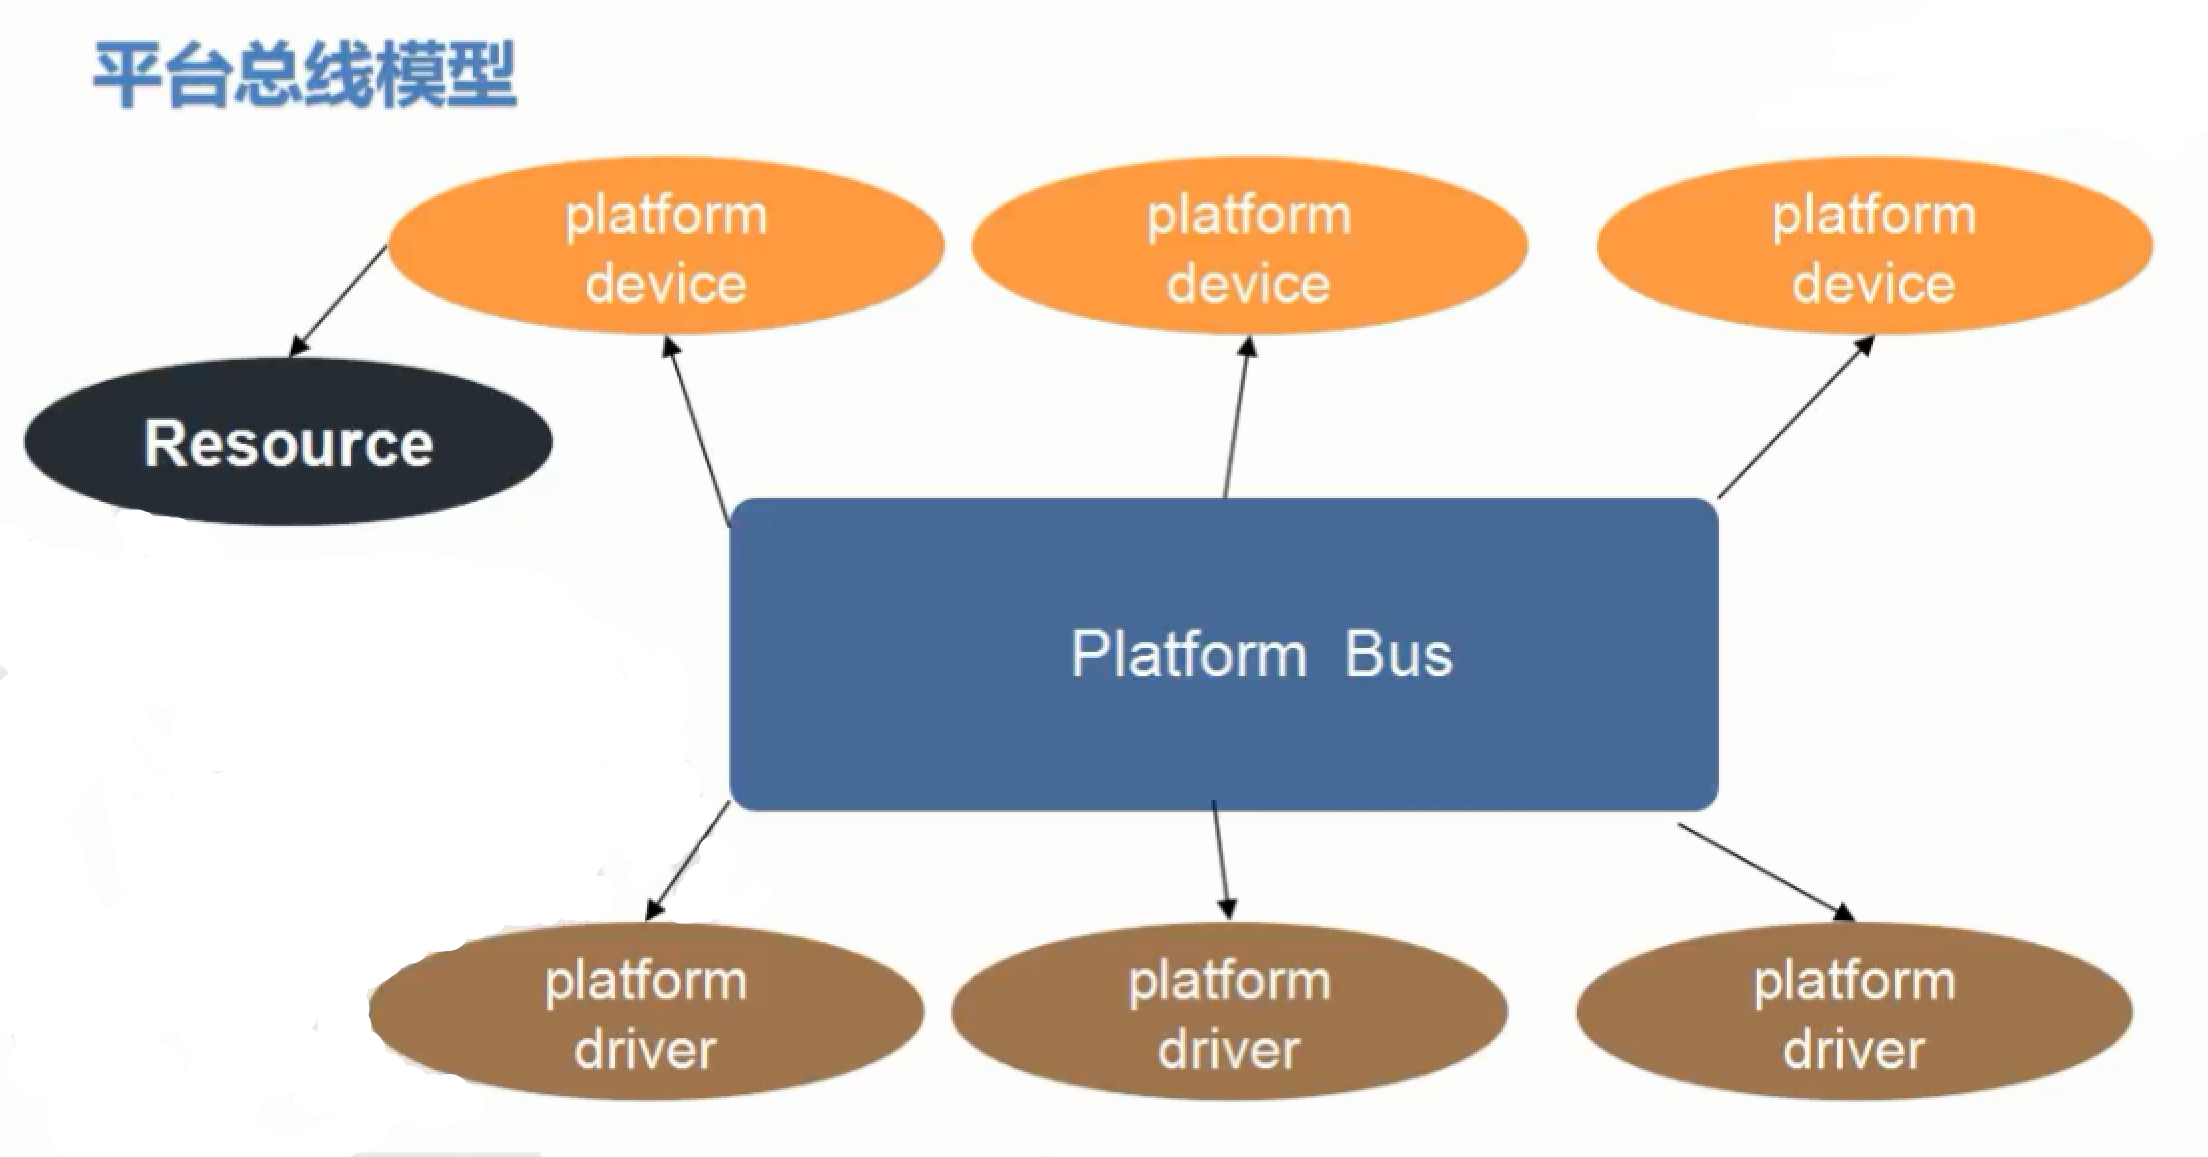 平台总线模型
platform
device
platform
device
platform
device
Resource
Platform Bus
platform
driver
platform
driver
platform
driver